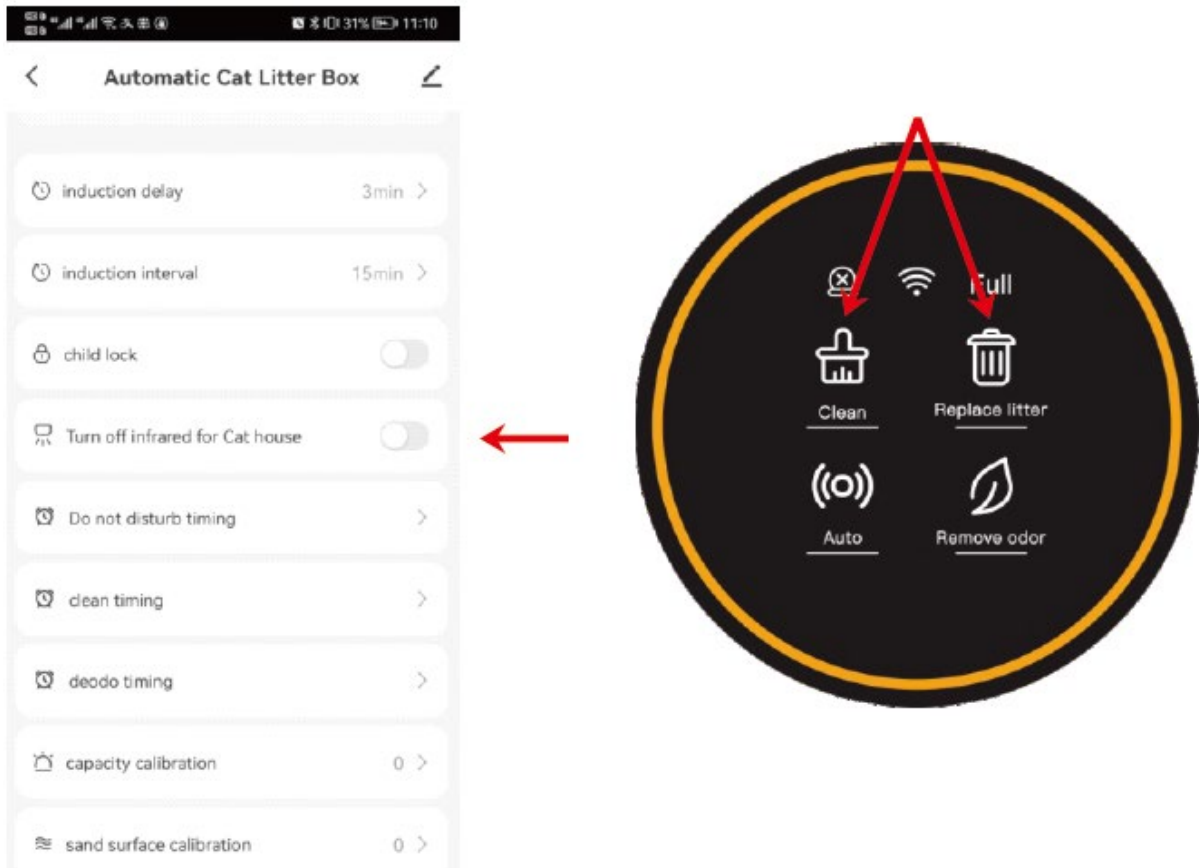 31% 11:10
Automatic Cat Litter Box
induction delay 3min
induction interval 15min
child lock
Turn off infrared for Cat house
Do not disturb timing
clean timing
deodo timing
capacity calibration 0
sand surface calibration 0
Full
Clean Replace litter
Auto Remove odor